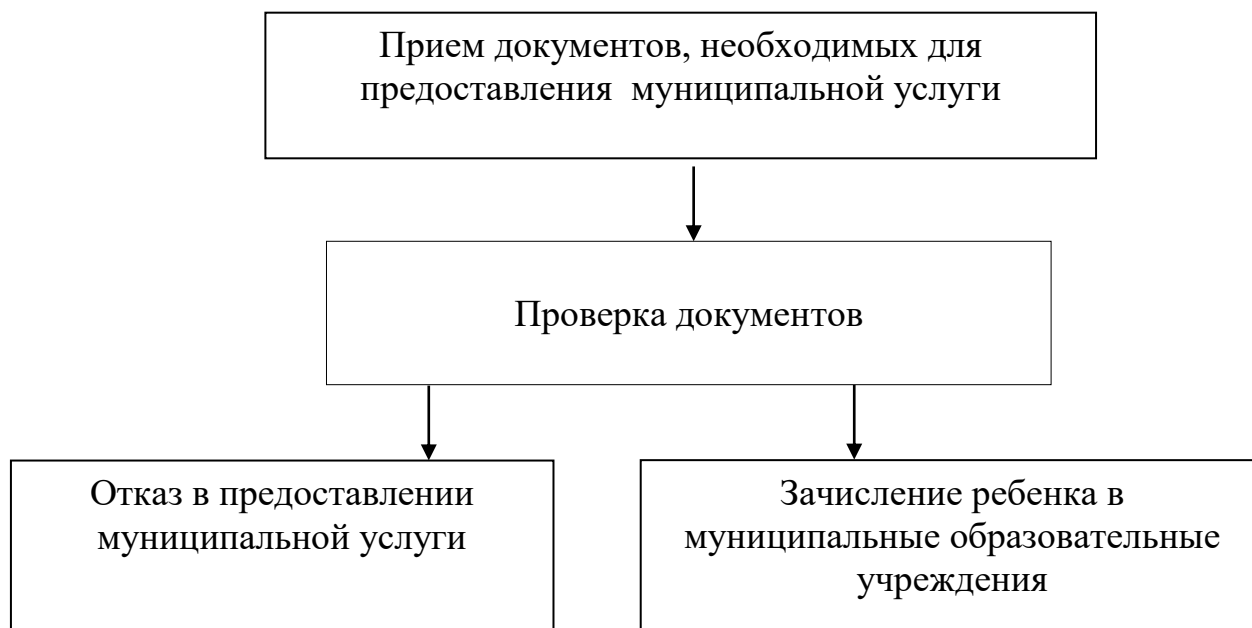 Прием документов, необходимых для
предоставления  муниципальной услуги
Проверка документов
Отказ в предоставлении
муниципальной услуги
Зачисление ребенка в
муниципальные образовательные
учреждения